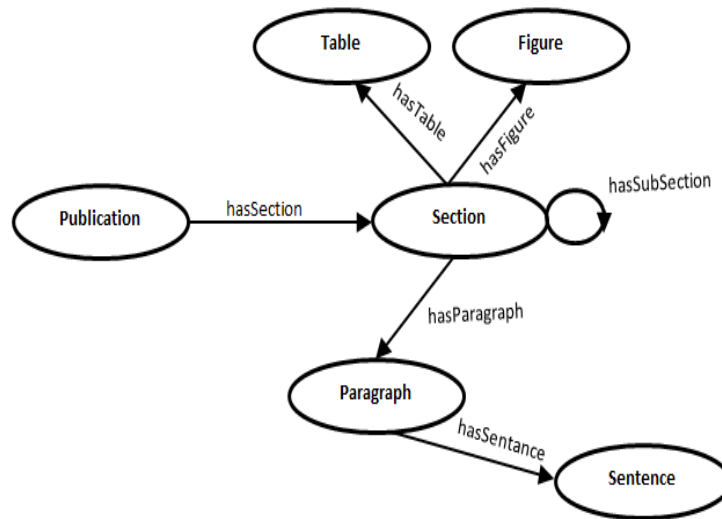 Table
Figure
hasTable
hasFigure
hasSubSection
Publication
hasSection
Section
hasParagraph
Paragraph
hasSentance
Sentence